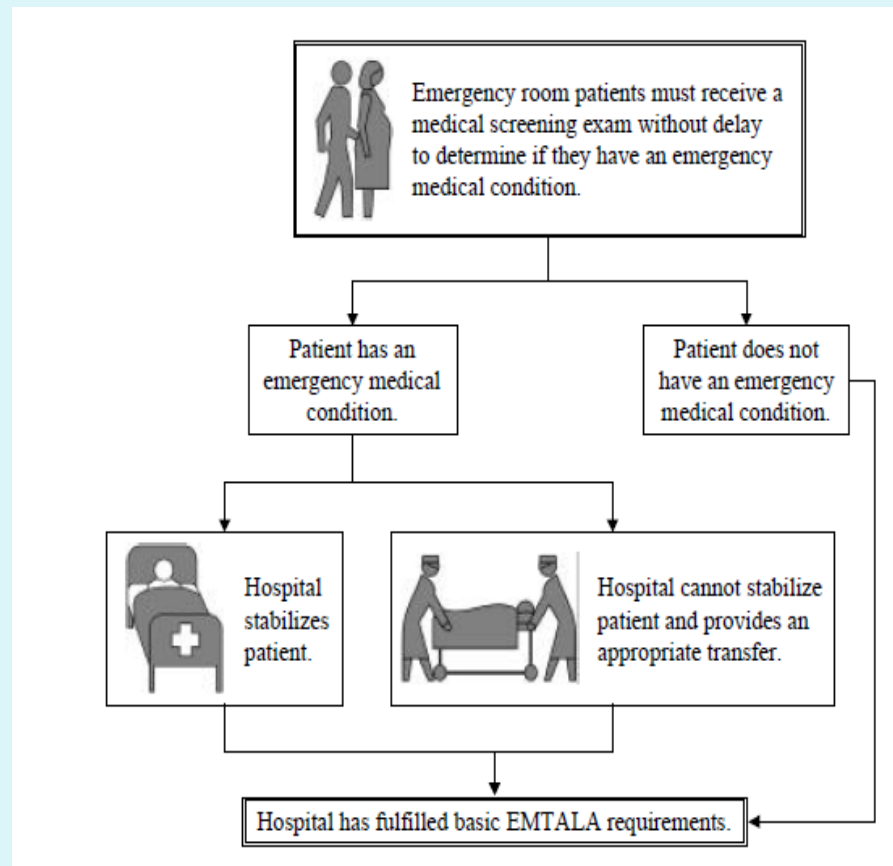 Emergency room patients must receive a
medical screening exam without delay
to determine if they have an emergency
medical condition.
Patient has an
emergency medical
condition.
Patient does not
have an emergency
medical condition.
Hospital
stabilizes
patient.
Hospital cannot stabilize
patient and provides an
appropriate transfer.
Hospital has fulfilled basic EMTALA requirements.